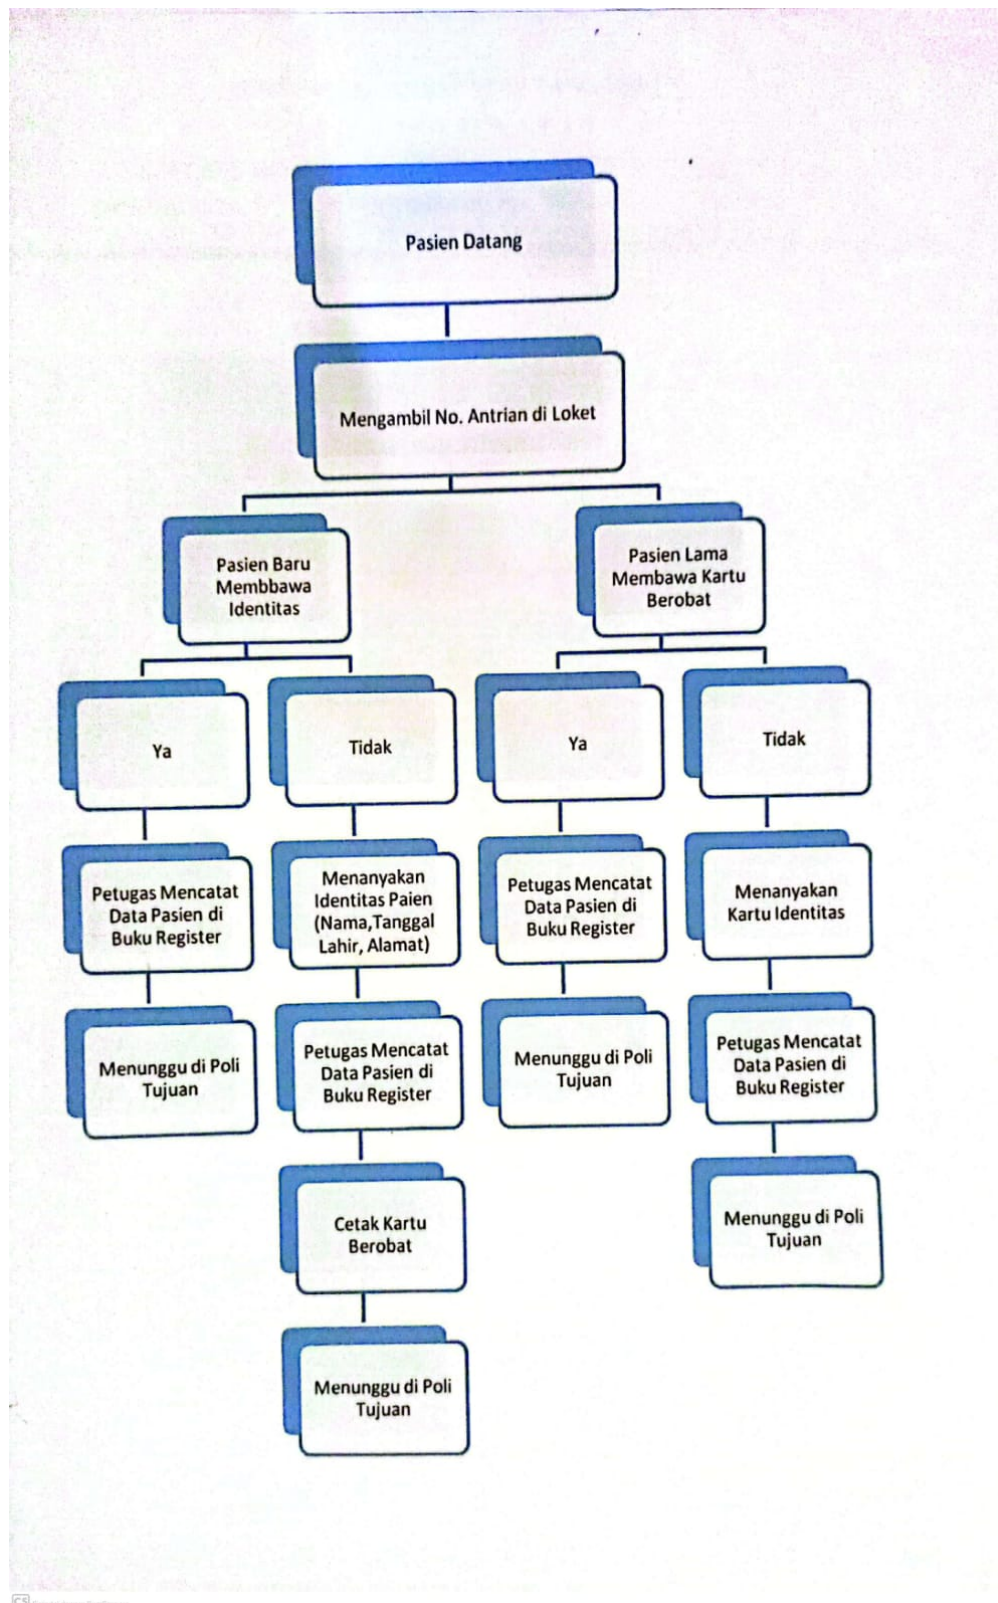 Pasien Datang
Mengambil No. Antrian di Loket
Pasien Baru
Membbawa
Identitas
Pasien Lama
Membawa Kartu
Berobat
Ya
Tidak
Ya
Tidak
Petugas Mencatat
Data Pasien di
Buku Register
Menanyakan
Identitas Paien
(Nama,Tanggal
Lahir, Alamat)
Petugas Mencatat
Data Pasien di
Buku Register
Menanyakan
Kartu Identitas
Menunggu di Poli
Tujuan
Petugas Mencatat
Data Pasien di
Buku Register
Menunggu di Poli
Tujuan
Petugas Mencatat
Data Pasien di
Buku Register
Cetak Kartu
Berobat
Menunggu di Poli
Tujuan
Menunggu di Poli
Tujuan
CS